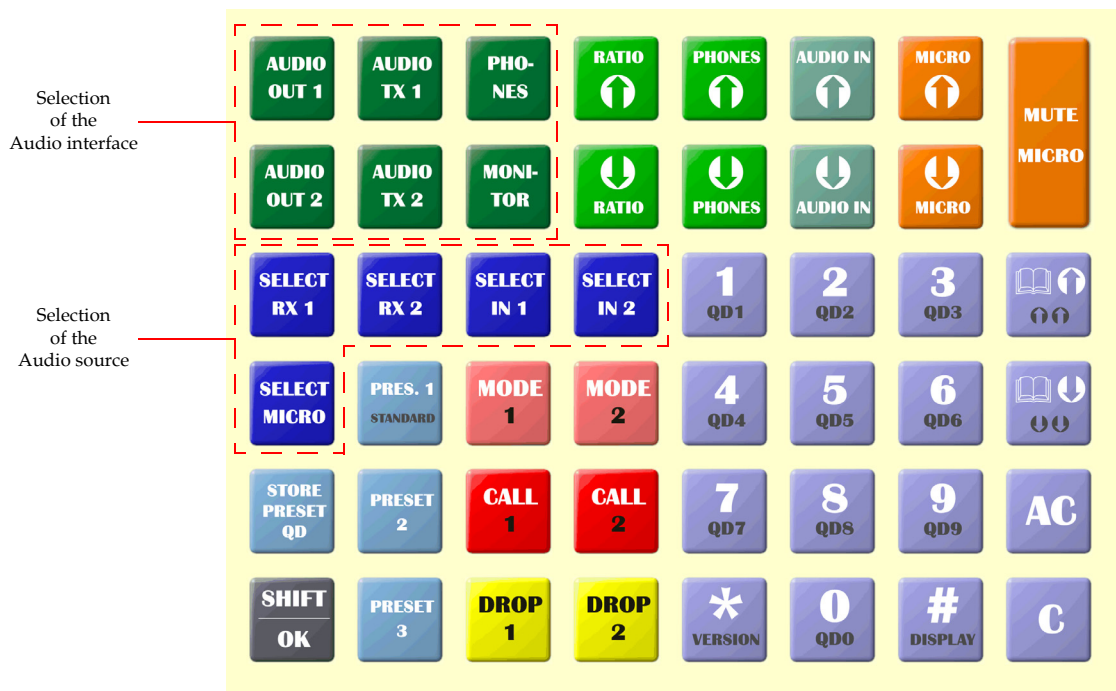 Selection
of the
Audio interface
AUDIO
OUT 1
AUDIO
TX 1
PHO-
NES
RATIO
PHONES
AUDIO IN
MICRO
MUTE
MICRO
AUDIO
OUT 2
AUDIO
TX 2
MONI-
TOR
RATIO
PHONES
AUDIO IN
MICRO
Selection
of the
Audio source
SELECT
RX 1
SELECT
RX 2
SELECT
IN 1
SELECT
IN 2
1
QD1
2
QD2
3
QD3
SELECT
MICRO
PRES. 1
STANDARD
MODE
1
MODE
2
4
QD4
5
QD5
6
QD6
STORE
PRESET
QD
PRESET
2
CALL
1
CALL
2
7
QD7
8
QD8
9
QD9
AC
SHIFT
OK
PRESET
3
DROP
1
DROP
2
*
VERSION
0
QD0
#
DISPLAY
C